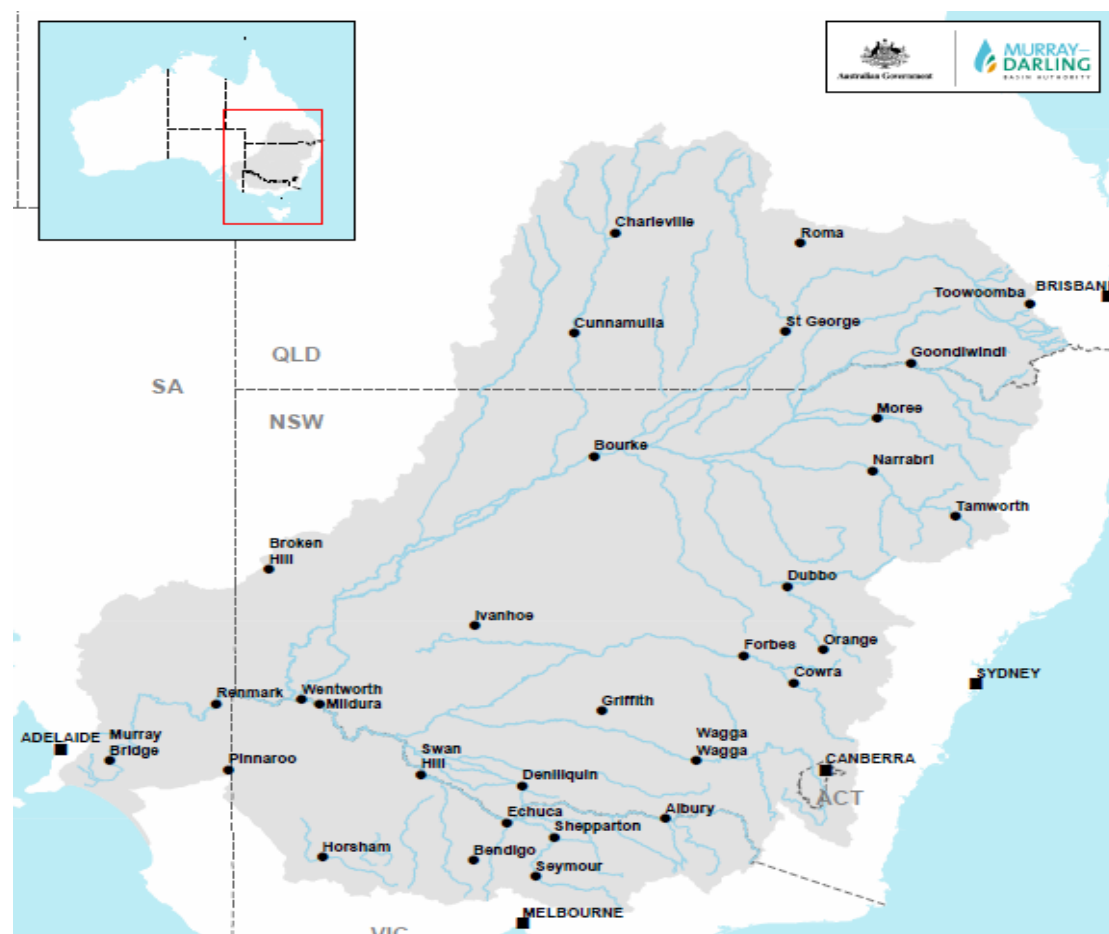 Australian Government
MURRAY–
DARLING
BASIN AUTHORITY
Charleville
Roma
Toowoomba
BRISBAN
Cunnamulla
St George
QLD
Goondiwindi
SA
NSW
Moree
Bourke
Narrabri
Tamworth
Broken
Hill
Dubbo
Ivanhoe
Forbes
Orange
Cowra
SYDNEY
Renmark
Wentworth
Mildura
Griffith
ADELAIDE
Murray
Bridge
Pinnaroo
Swan
Hill
Wagga
Wagga
CANBERRA
Deniliquin
ACT
Echuca
Albury
Shepparton
Horsham
Bendigo
Seymour
MELBOURNE
VIC